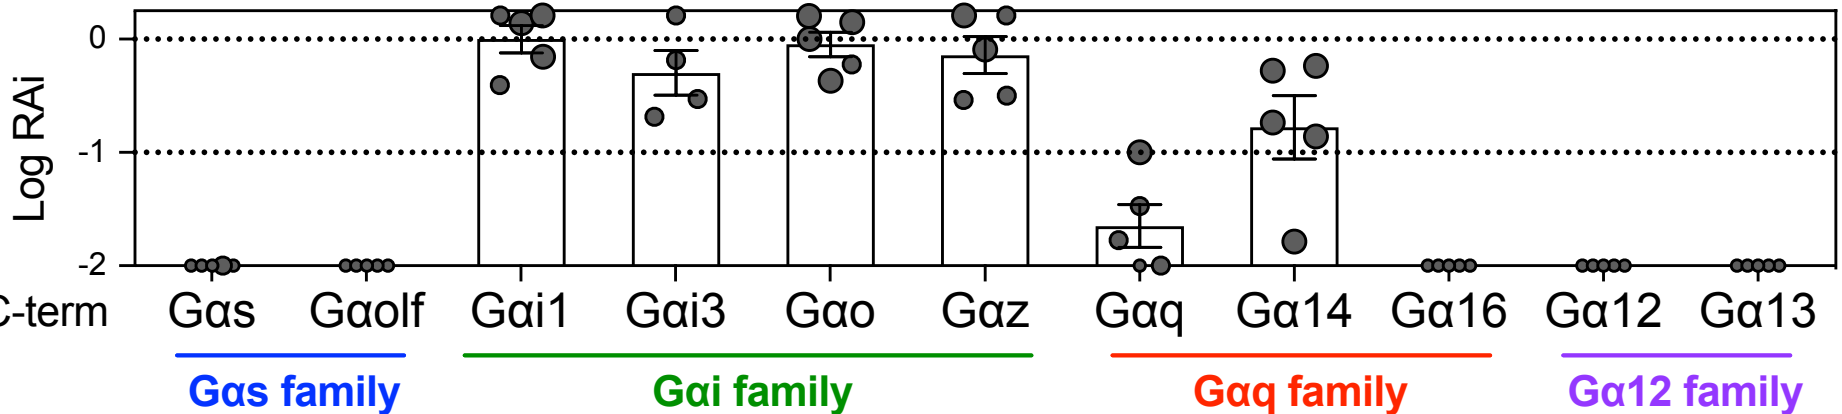 Log RAi
0
-1
-2
C-term Gαs Gαolf Gαi1 Gαi3 Gαo Gαz Gαq Gα14 Gα16 Gα12 Gα13
Gαs family Gαi family Gαq family Gα12 family